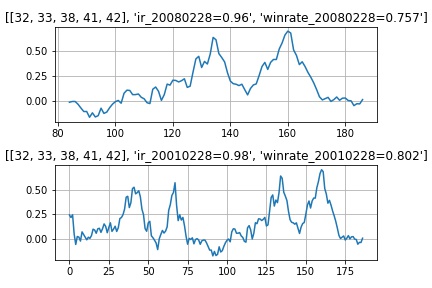 [[32, 33, 38, 41, 42], 'ir_20080228=0.96', 'winrate_20080228=0.757']
0.50
0.25
0.00
80 100 120 140 160 180
[[32, 33, 38, 41, 42], 'ir_20010228=0.98', 'winrate_20010228=0.802']
0.50
0.25
0.00
0 25 50 75 100 125 150 175